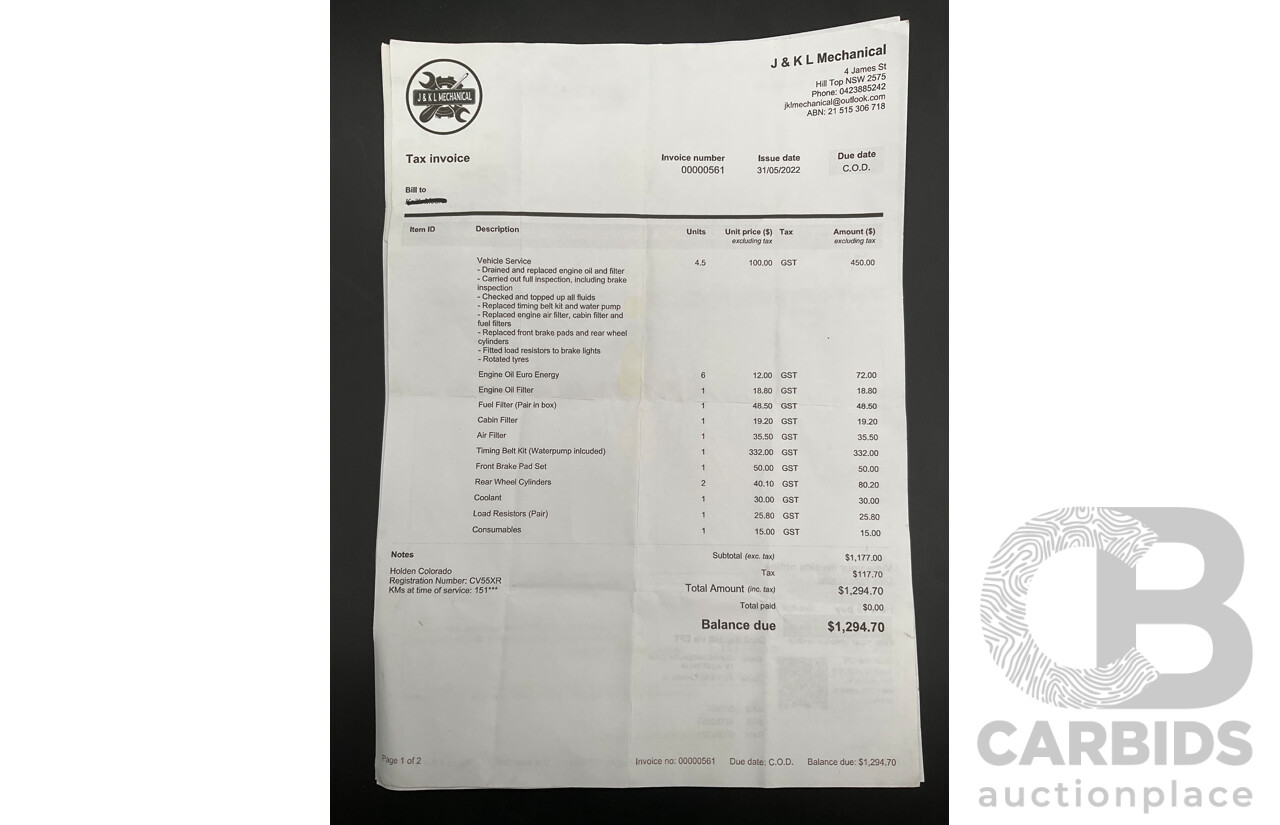 J & K L MECHANICAL
J & K L Mechanical
4 James St
Hill Top NSW 2575
Phone: 0423885242
jklmechanical@outlook.com
ABN: 21 515 306 718
Tax invoice
Invoice number Issue date Due date
00000561 31/05/2022 C.O.D.
Bill to
Item ID Description Units Unit price ($) Tax Amount ($)
excluding tax excluding tax
Vehicle Service 4.5 100.00 GST 450.00
- Drained and replaced engine oil and filter
- Carried out full inspection, including brake
inspection
- Checked and topped up all fluids
- Replaced timing belt kit and water pump
- Replaced engine air filter, cabin filter and
fuel filters
- Replaced front brake pads and rear wheel
cylinders
- Fitted load resistors to brake lights
- Rotated tyres
Engine Oil Euro Energy 6 12.00 GST 72.00
Engine Oil Filter 1 18.80 GST 18.80
Fuel Filter (Pair in box) 1 48.50 GST 48.50
Cabin Filter 1 19.20 GST 19.20
Air Filter 1 35.50 GST 35.50
Timing Belt Kit (Waterpump inlcuded) 1 332.00 GST 332.00
Front Brake Pad Set 1 50.00 GST 50.00
Rear Wheel Cylinders 2 40.10 GST 80.20
Coolant 1 30.00 GST 30.00
Load Resistors (Pair) 1 25.80 GST 25.80
Consumables 1 15.00 GST 15.00
Notes
Holden Colorado
Registration Number: CV55XR
KMs at time of service: 151***
Subtotal (exc. tax) $1,177.00
Tax $117.70
Total Amount (inc. tax) $1,294.70
Total paid $0.00
Balance due $1,294.70
Page 1 of 2 Invoice no: 00000561 Due date: C.O.D. Balance due: $1,294.70
CB
CARBIDS
auctionplace